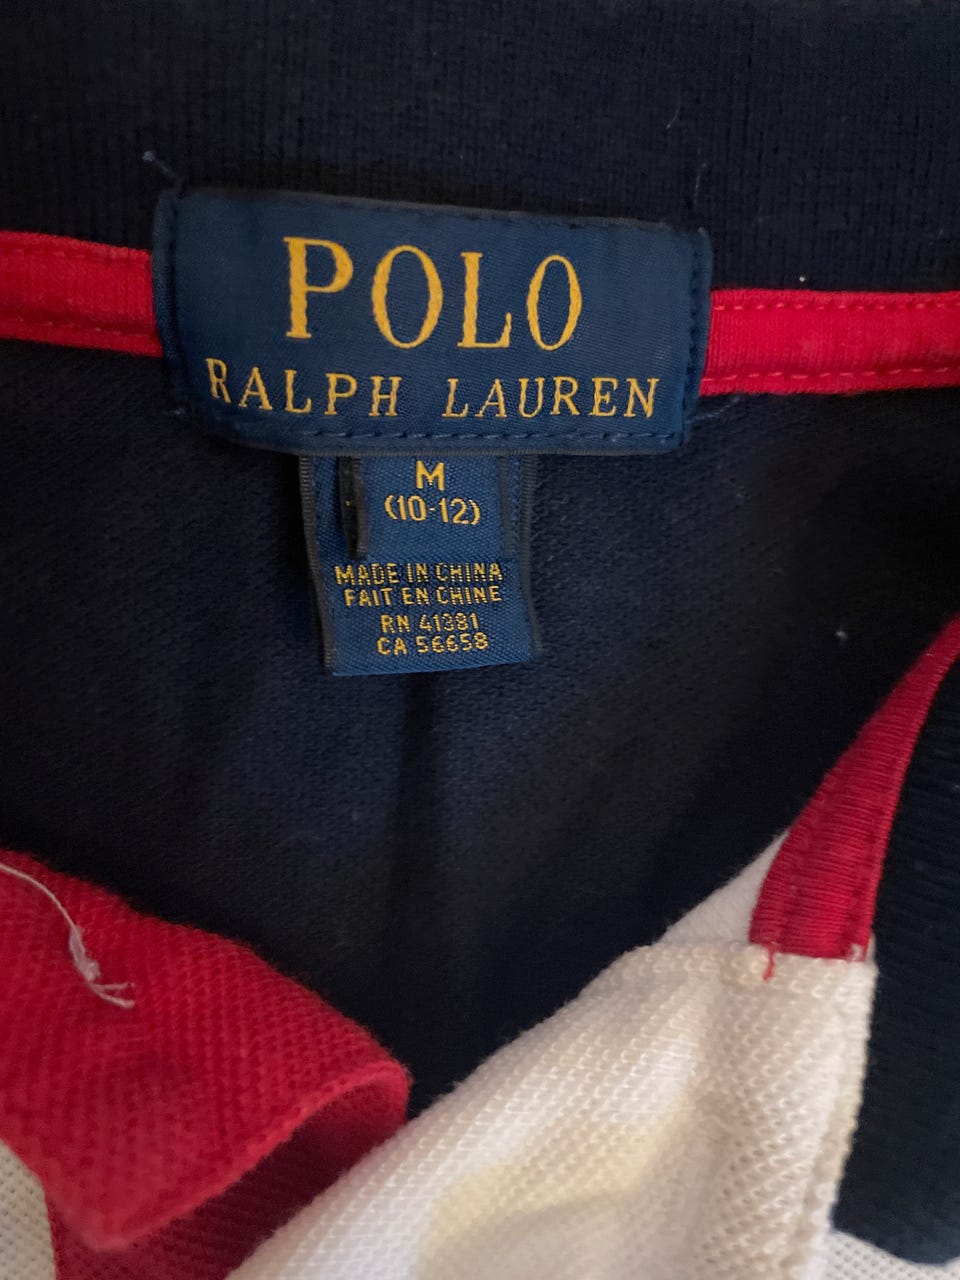 POLO
RALPH LAUREN
M
(10-12)
MADE IN CHINA
FAIT EN CHINE
RN 41381
CA 56658